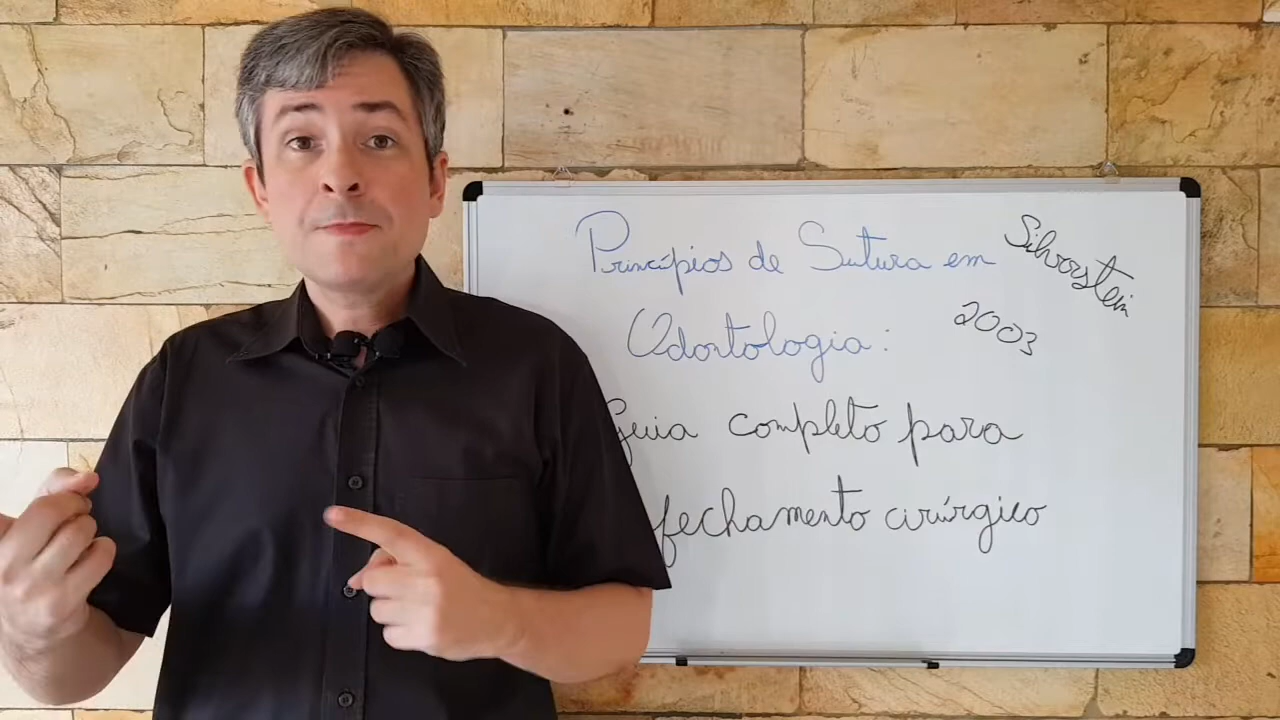 Princípios de Sutura em
Odontologia:
Silverstein
2003
Guia completo para
fechamento cirúrgico